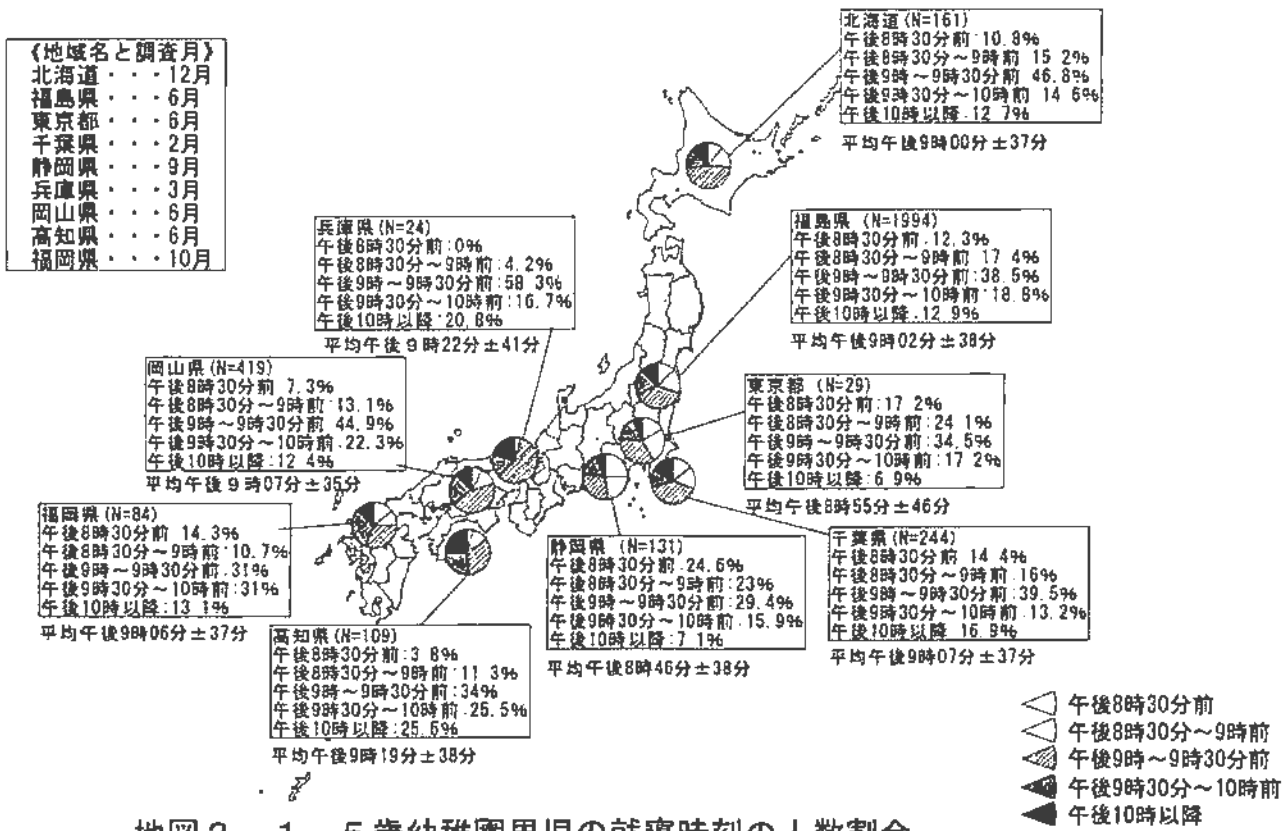 《地域名と調査月》
北海道・・・12月
福島県・・・6月
東京都・・・6月
千葉県・・・2月
静岡県・・・9月
兵庫県・・・3月
岡山県・・・6月
高知県・・・6月
福岡県・・・10月
北海道(N=161)
午後8時30分前 10.8%
午後8時30分~9時前 15.2%
午後9時~9時30分前 46.8%
午後9時30分~10時前 14.6%
午後10時以降 12.7%
平均午後9時00分±37分
兵庫県(N=24)
午後8時30分前:0%
午後8時30分~9時前:4.2%
午後9時~9時30分前:58.3%
午後9時30分~10時前:16.7%
午後10時以降:20.8%
平均午後9時22分±41分
福島県 (N=1994)
午後8時30分前:12.3%
午後8時30分~9時前 17.4%
午後9時~9時30分前:38.5%
午後9時30分~10時前:18.8%
午後10時以降:12.9%
平均午後9時02分±38分
岡山県(N=419)
午後8時30分前 7.3%
午後8時30分~9時前:13.1%
午後9時~9時30分前 44.9%
午後9時30分~10時前:22.3%
午後10時以降:12.4%
平均午後9時07分±35分
東京都 (N=29)
午後8時30分前:17.2%
午後8時30分~9時前:24.1%
午後9時~9時30分前:34.5%
午後9時30分~10時前:17.2%
午後10時以降:6.9%
平均午後8時55分±46分
福岡県(N=84)
午後8時30分前 14.3%
午後8時30分~9時前:10.7%
午後9時~9時30分前:31%
午後9時30分~10時前:31%
午後10時以降:13.1%
平均午後9時06分±37分
静岡県 (N=131)
午後8時30分前:24.6%
午後8時30分~9時前:23%
午後9時~9時30分前:29.4%
午後9時30分~10時前:15.9%
午後10時以降:7.1%
平均午後8時46分±38分
千葉県(N=244)
午後8時30分前 14.4%
午後8時30分~9時前:16%
午後9時~9時30分前:39.5%
午後9時30分~10時前:13.2%
午後10時以降 16.9%
平均午後9時07分±37分
高知県(N=109)
午後8時30分前:3.8%
午後8時30分~9時前:11.3%
午後9時~9時30分前:34%
午後9時30分~10時前:25.5%
午後10時以降:25.5%
平均午後9時19分±38分
午後8時30分前
午後8時30分~9時前
午後9時~9時30分前
午後9時30分~10時前
午後10時以降